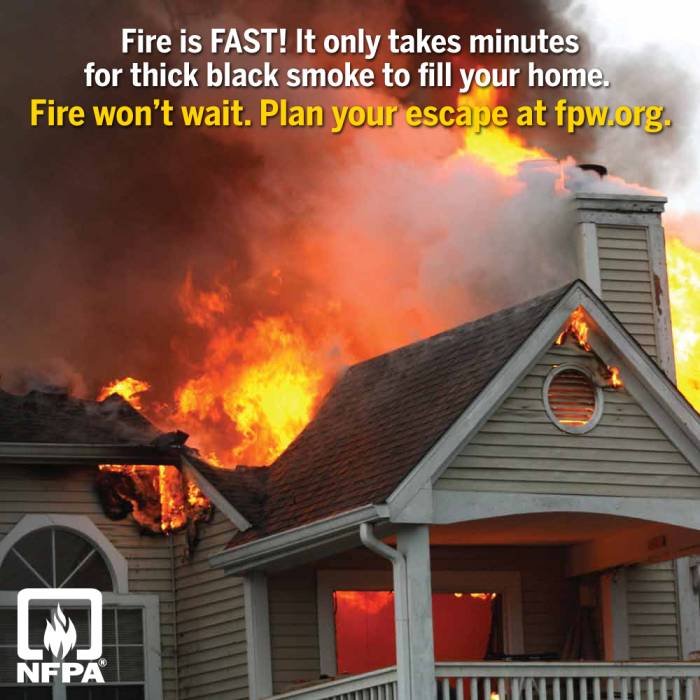 Fire is FAST! It only takes minutes
for thick black smoke to fill your home.
Fire won’t wait. Plan your escape at fpw.org.
NFPA®